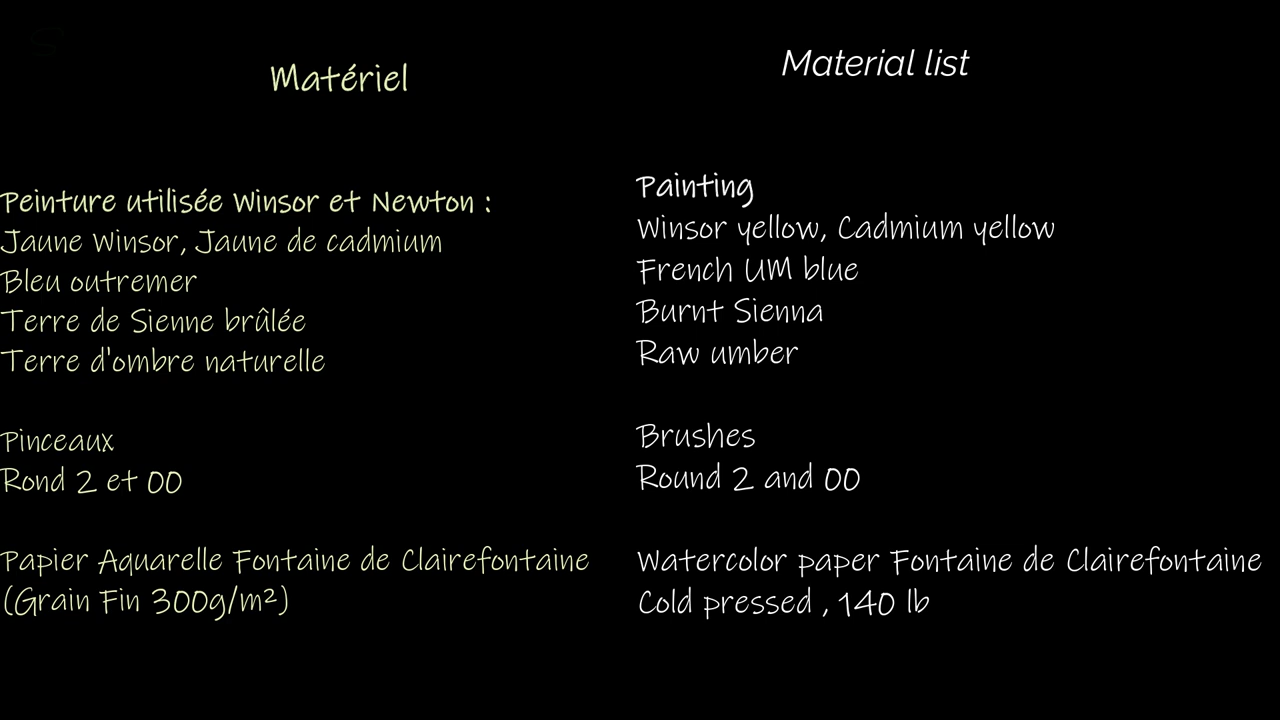 Matériel
Peinture utilisée Winsor et Newton :
Jaune Winsor, Jaune de cadmium
Bleu outremer
Terre de Sienne brûlée
Terre d'ombre naturelle
Pinceaux
Rond 2 et 00
Papier Aquarelle Fontaine de Clairefontaine
(Grain Fin 300g/m²)
Material list
Painting
Winsor yellow, Cadmium yellow
French UM blue
Burnt Sienna
Raw umber
Brushes
Round 2 and 00
Watercolor paper Fontaine de Clairefontaine
Cold pressed , 140 lb